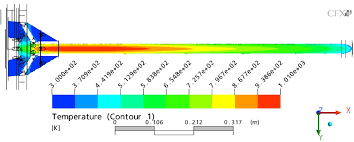 CFX
3.000e+02
3.709e+02
4.419e+02
5.129e+02
5.838e+02
6.548e+02
7.257e+02
7.967e+02
8.677e+02
9.386e+02
1.010e+03
Temperature (Contour 1)
[K]
0 0.106 0.212 0.317 (m)
Z X
Y